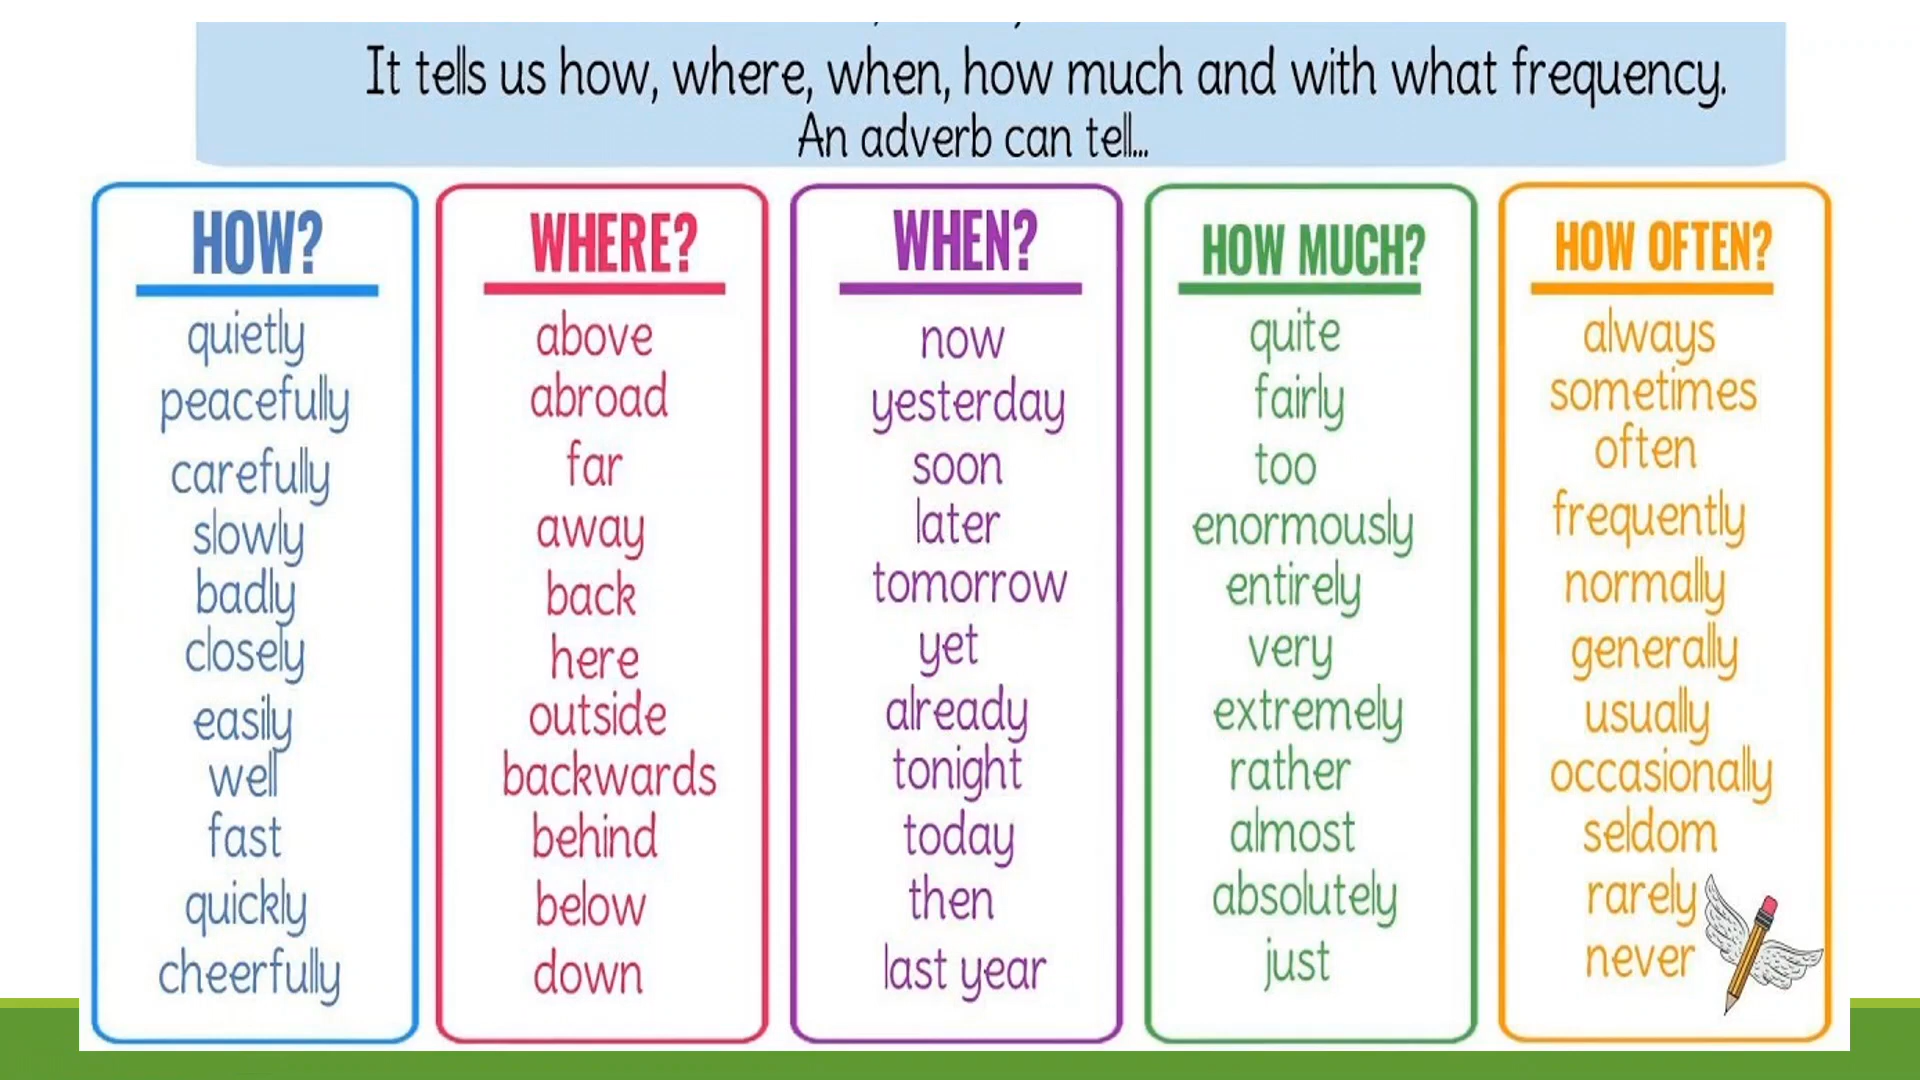 It tells us how, where, when, how much and with what frequency.
An adverb can tell...
HOW?
quietly
peacefully
carefully
slowly
badly
closely
easily
well
fast
quickly
cheerfully
WHERE?
above
abroad
far
away
back
here
outside
backwards
behind
below
down
WHEN?
now
yesterday
soon
later
tomorrow
yet
already
tonight
today
then
last year
HOW MUCH?
quite
fairly
too
enormously
entirely
very
extremely
rather
almost
absolutely
just
HOW OFTEN?
always
sometimes
often
frequently
normally
generally
usually
occasionally
seldom
rarely
never